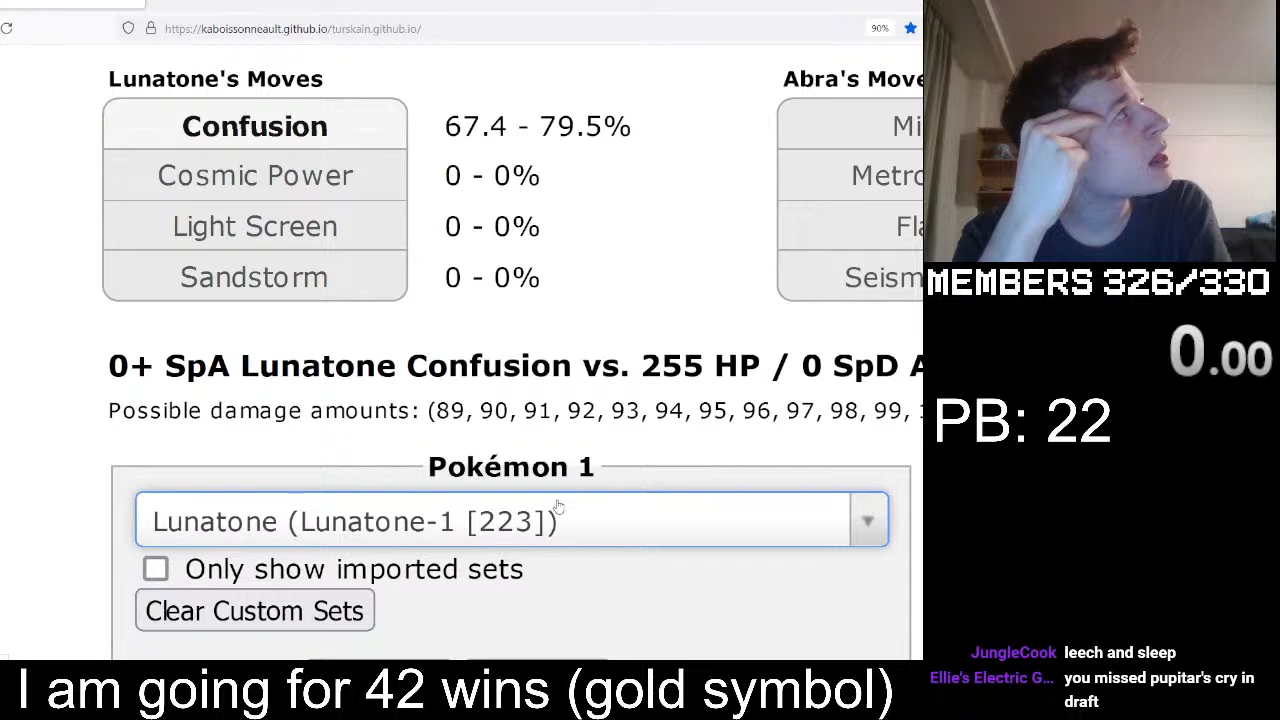 https://kaboissonneault.github.io/turskain.github.io/
90%
Lunatone's Moves
Abra's Move
Confusion
67.4 - 79.5%
Mi
Cosmic Power
0 - 0%
Metro
Light Screen
0 - 0%
Fla
Sandstorm
0 - 0%
Seism
0+ SpA Lunatone Confusion vs. 255 HP / 0 SpD A
Possible damage amounts: (89, 90, 91, 92, 93, 94, 95, 96, 97, 98, 99,
Pokémon 1
Lunatone (Lunatone-1 [223])
Only show imported sets
Clear Custom Sets
MEMBERS 326/330
0.00
PB: 22
JungleCook leech and sleep
Ellie's Electric G... you missed pupitar's cry in
draft
I am going for 42 wins (gold symbol)